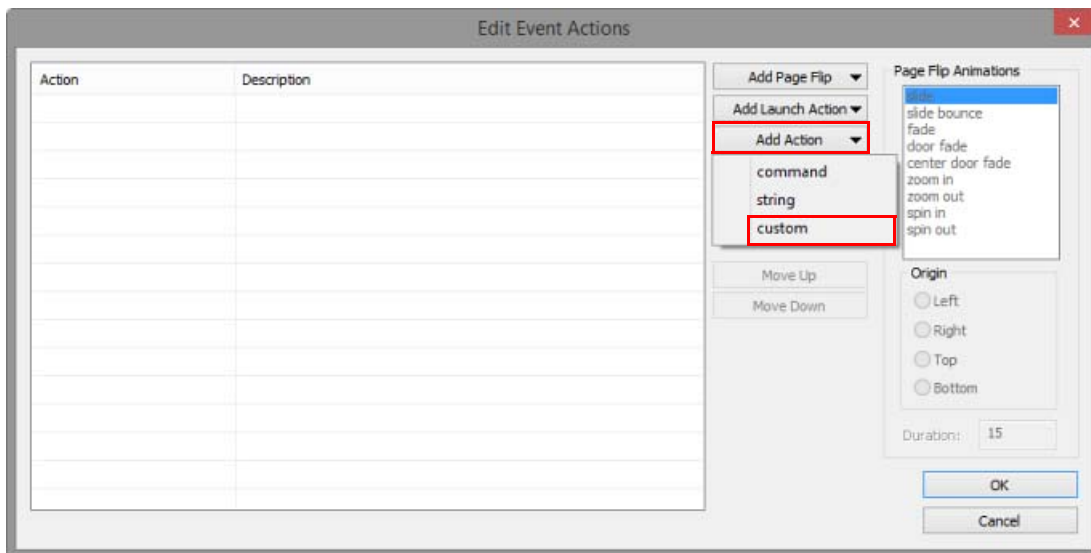 Edit Event Actions
Action
Description
Add Page Flip
Add Launch Action
Add Action
command
string
custom
Move Up
Move Down
Page Flip Animations
slide
slide bounce
fade
door fade
center door fade
zoom in
zoom out
spin in
spin out
Origin
Left
Right
Top
Bottom
Duration: 15
OK
Cancel